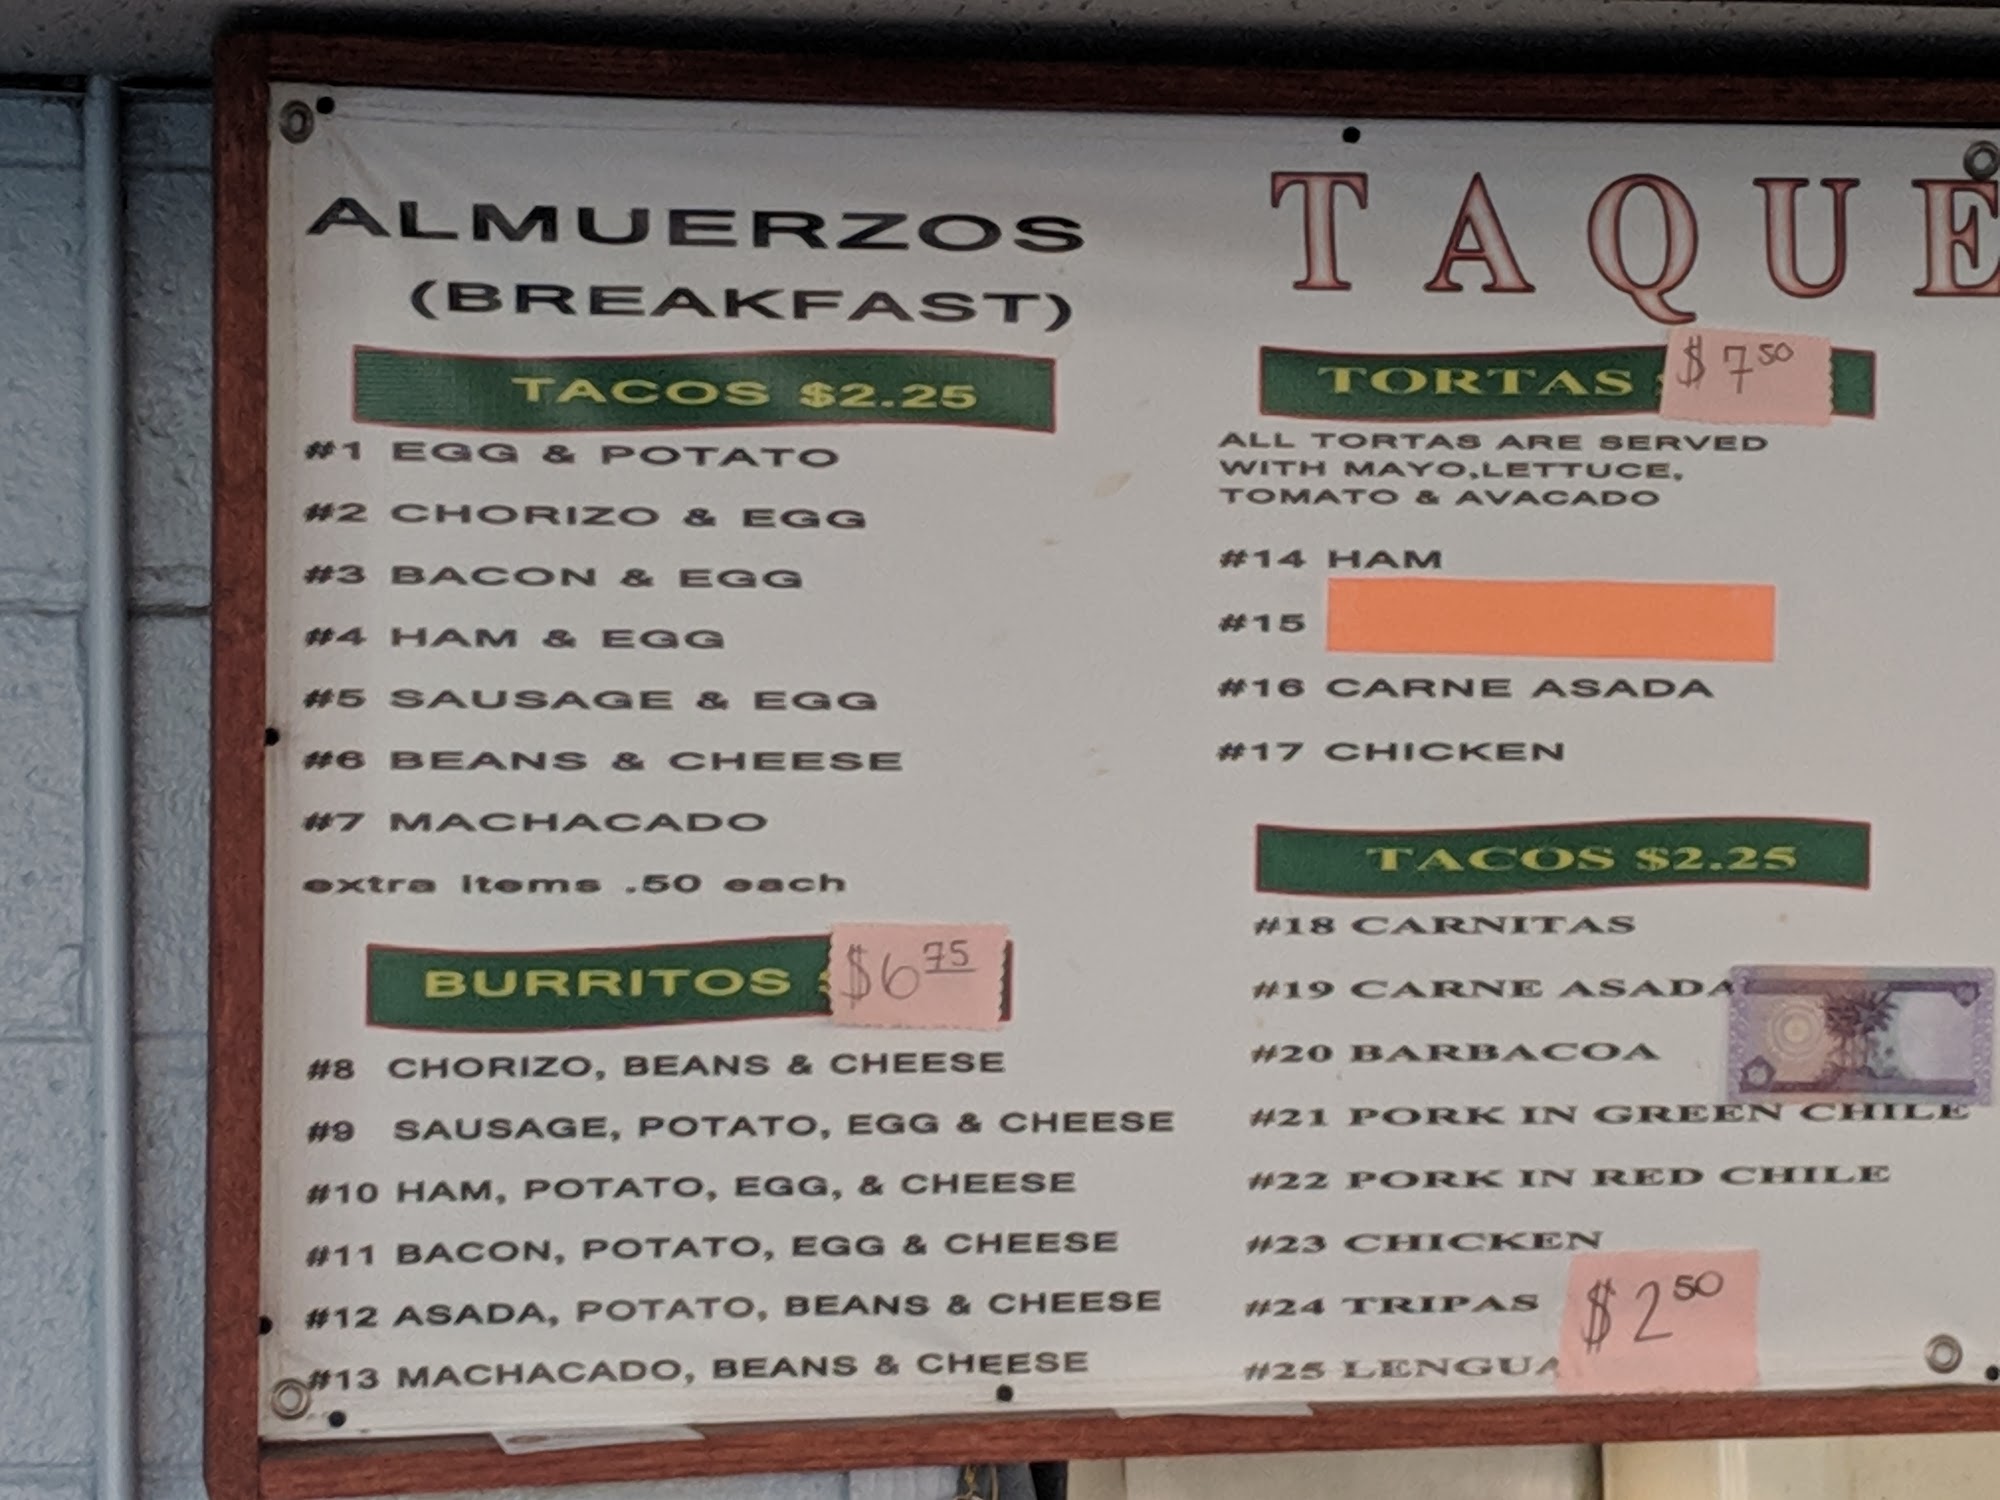 ALMUERZOS
(BREAKFAST)
TACOS $2.25
#1 EGG & POTATO
#2 CHORIZO & EGG
#3 BACON & EGG
#4 HAM & EGG
#5 SAUSAGE & EGG
#6 BEANS & CHEESE
#7 MACHACADO
extra items .50 each
BURRITOS $6 75
#8 CHORIZO, BEANS & CHEESE
#9 SAUSAGE, POTATO, EGG & CHEESE
#10 HAM, POTATO, EGG, & CHEESE
#11 BACON, POTATO, EGG & CHEESE
#12 ASADA, POTATO, BEANS & CHEESE
#13 MACHACADO, BEANS & CHEESE
TAQUE
TORTAS $7 50
ALL TORTAS ARE SERVED
WITH MAYO,LETTUCE,
TOMATO & AVACADO
#14 HAM
#15
#16 CARNE ASADA
#17 CHICKEN
TACOS $2.25
#18 CARNITAS
#19 CARNE ASADA
#20 BARBACOA
#21 PORK IN GREEN CHILE
#22 PORK IN RED CHILE
#23 CHICKEN
#24 TRIPAS $2 50
#25 LENGUA